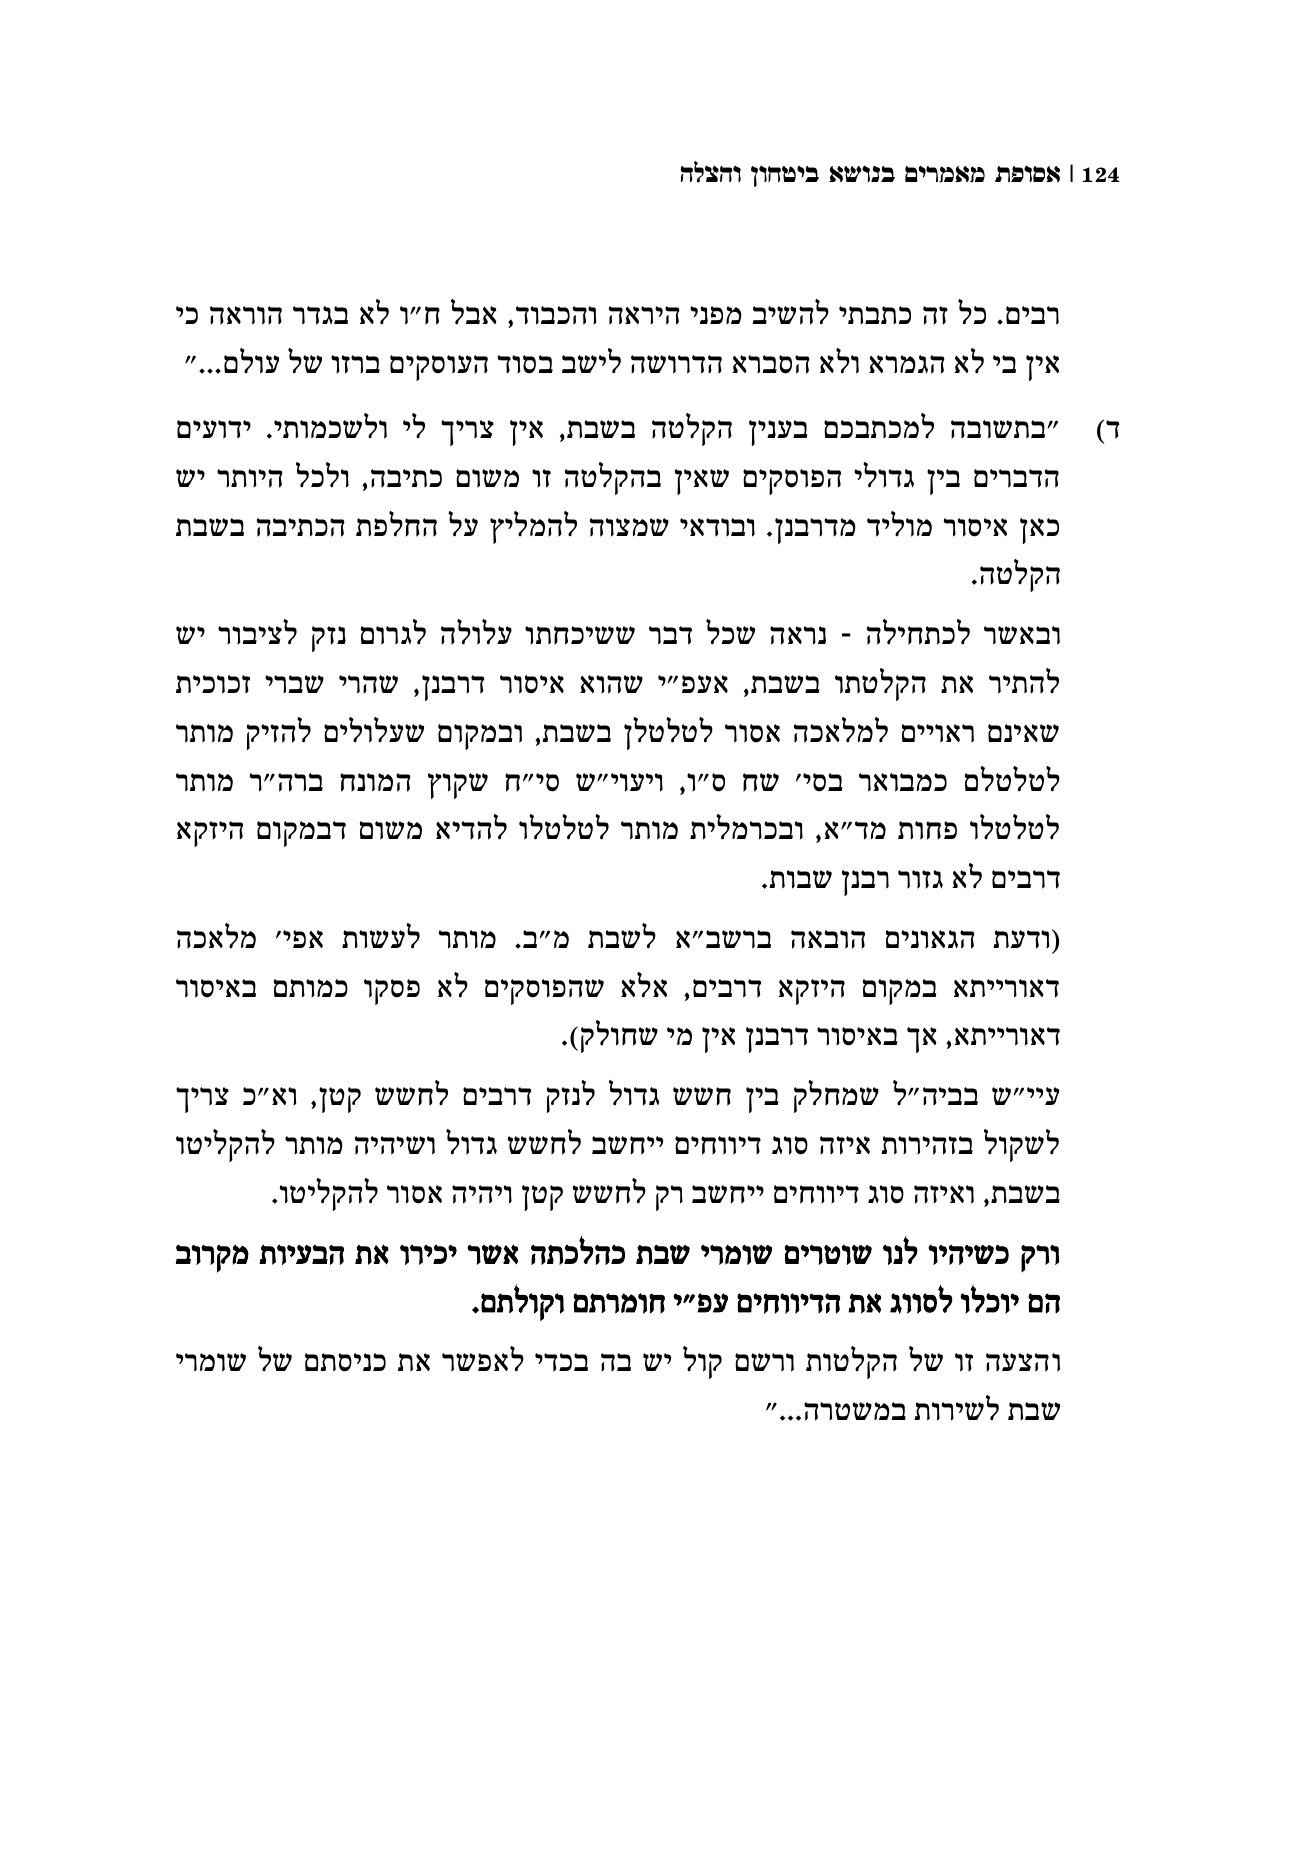 124 | אסופת מאמרים בנושא ביטחון והצלה
רבים. כל זה כתבתי להשיב מפני היראה והכבוד, אבל ח״ו לא בגדר הוראה כי
אין בי לא הגמרא ולא הסברא הדרושה לישב בסוד העוסקים ברזו של עולם...״
ד) ״בתשובה למכתבכם בענין הקלטה בשבת, אין צריך לי ולשכמותי. ידועים
הדברים בין גדולי הפוסקים שאין בהקלטה זו משום כתיבה, ולכל היותר יש
כאן איסור מוליד מדרבנן. ובודאי שמצוה להמליץ על החלפת הכתיבה בשבת
הקלטה.
ובאשר לכתחילה - נראה שכל דבר ששיכחתו עלולה לגרום נזק לציבור יש
להתיר את הקלטתו בשבת, אעפ״י שהוא איסור דרבנן, שהרי שברי זכוכית
שאינם ראויים למלאכה אסור לטלטלן בשבת, ובמקום שעלולים להזיק מותר
לטלטלם כמבואר בסי׳ שח ס״ו, ויעוי״ש סי״ח שקוץ המונח ברה״ר מותר
לטלטלו פחות מד״א, ובכרמלית מותר לטלטלו להדיא משום דבמקום היזקא
דרבים לא גזור רבנן שבות.
(ודעת הגאונים הובאה ברשב״א לשבת מ״ב. מותר לעשות אפי׳ מלאכה
דאורייתא במקום היזקא דרבים, אלא שהפוסקים לא פסקו כמותם באיסור
דאורייתא, אך באיסור דרבנן אין מי שחולק).
עיי״ש בביה״ל שמחלק בין חשש גדול לנזק דרבים לחשש קטן, וא״כ צריך
לשקול בזהירות איזה סוג דיווחים ייחשב לחשש גדול ושיהיה מותר להקליטו
בשבת, ואיזה סוג דיווחים ייחשב רק לחשש קטן ויהיה אסור להקליטו.
ורק כשיהיו לנו שוטרים שומרי שבת כהלכתה אשר יכירו את הבעיות מקרוב
הם יוכלו לסווג את הדיווחים עפ״י חומרתם וקולתם.
והצעה זו של הקלטות ורשם קול יש בה בכדי לאפשר את כניסתם של שומרי
שבת לשירות במשטרה...״